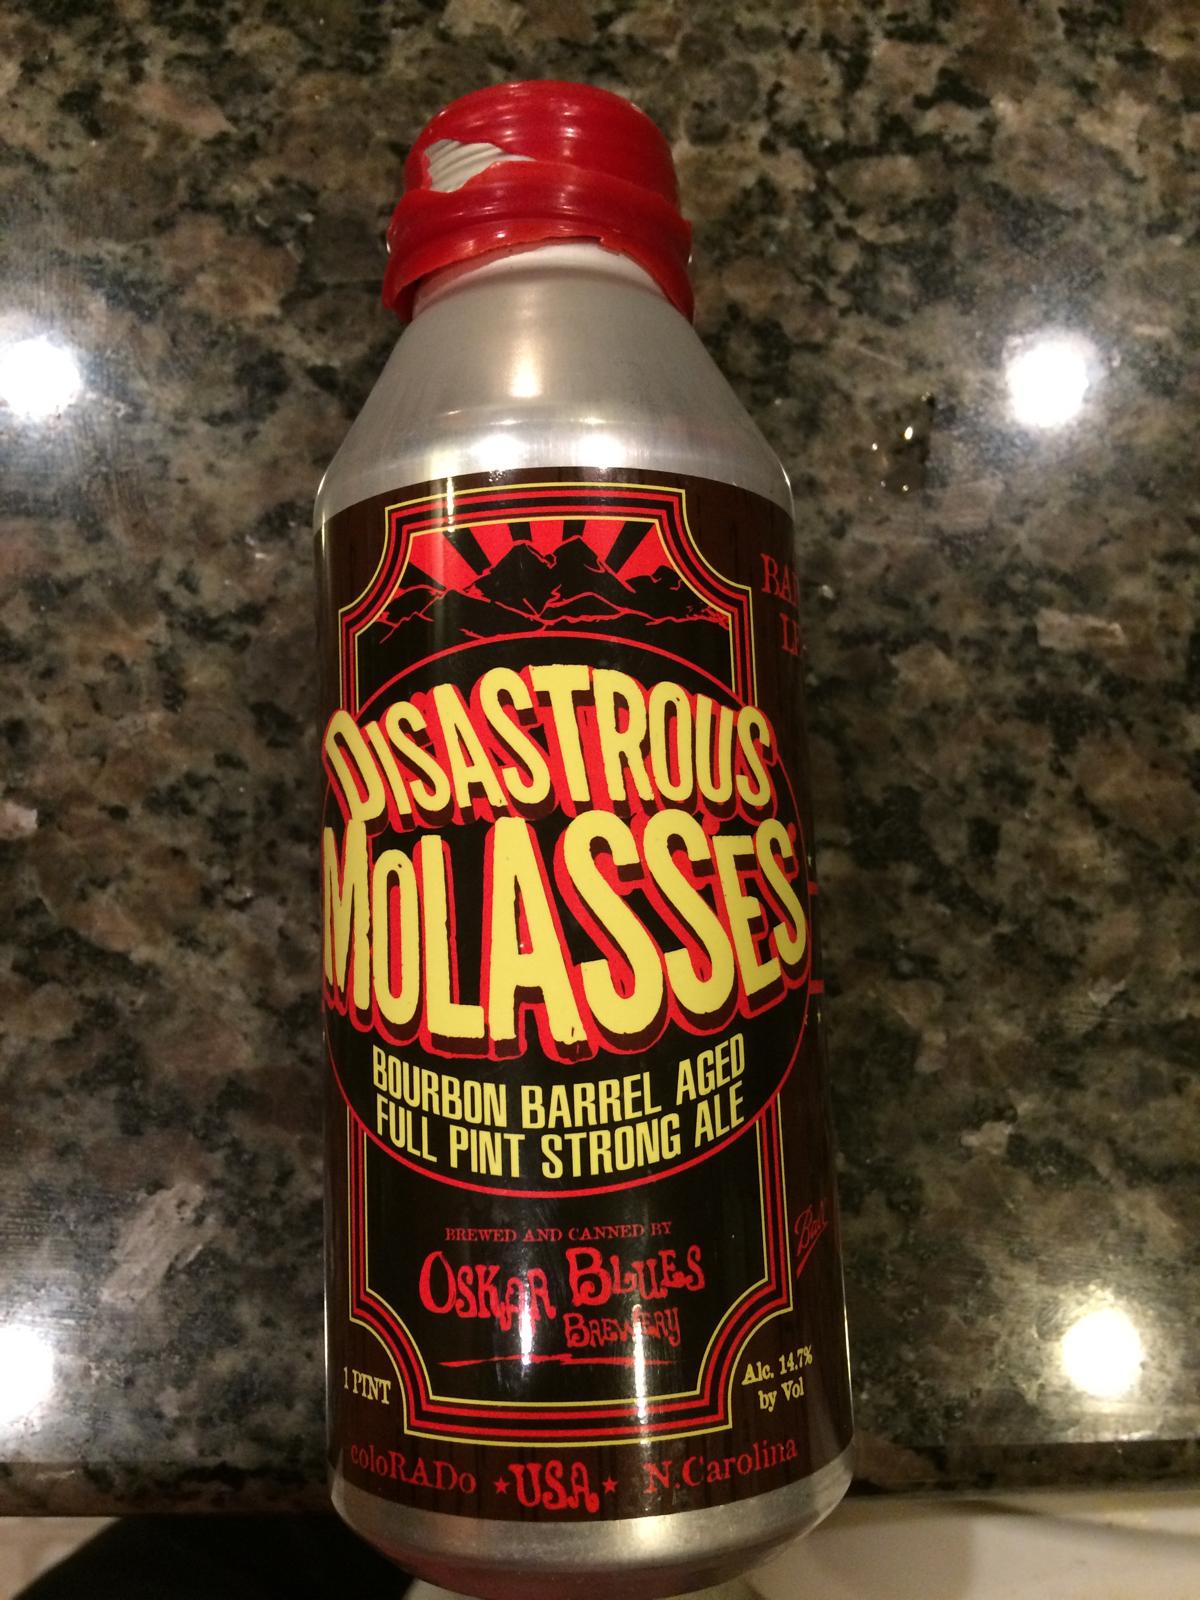 DISASTROUS
MOLASSES
BOURBON BARREL AGED
FULL PINT STRONG ALE
BREWED AND CANNED BY
OSKAR BLUES
BREWERY
1 PINT
Alc. 14.7%
by Vol
coloRADo ★USA★ N.Carolina
Ball